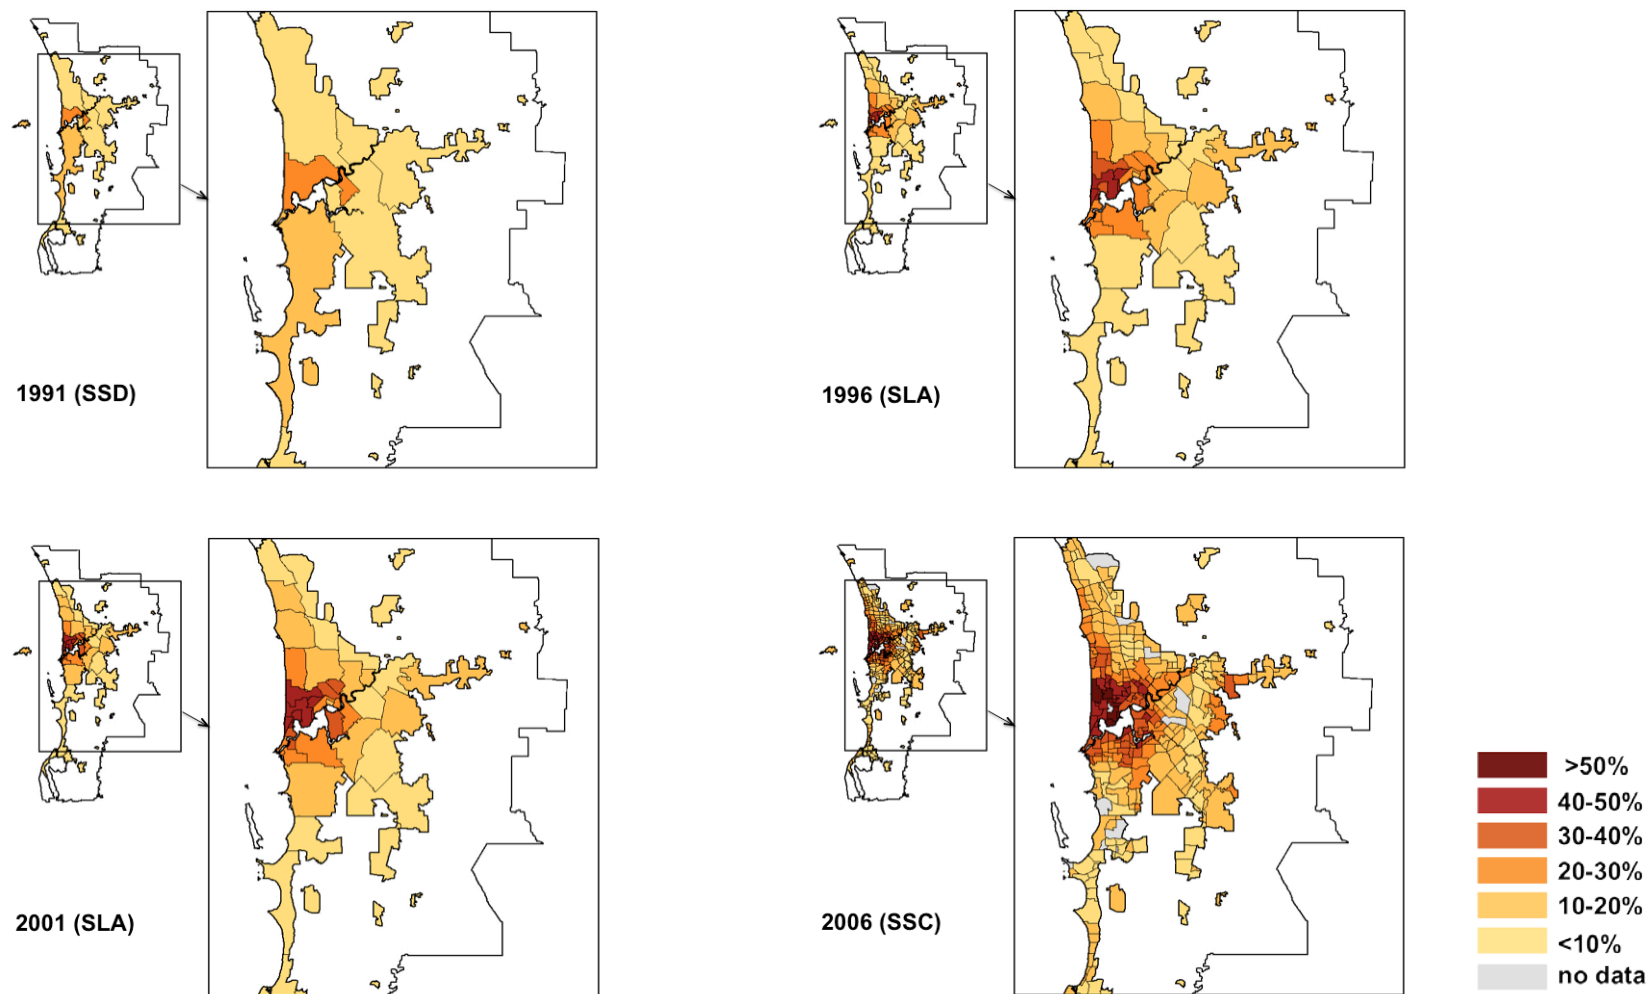 1991 (SSD)
1996 (SLA)
2001 (SLA)
2006 (SSC)
>50%
40-50%
30-40%
20-30%
10-20%
<10%
no data